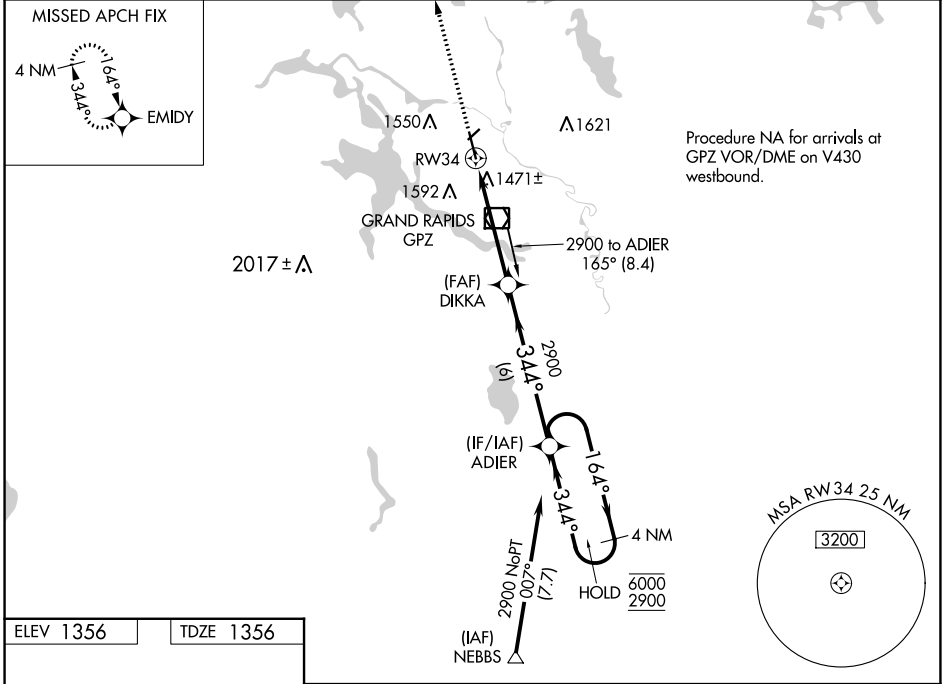 MISSED APCH FIX
4 NM
164°
344°
EMIDY
1550
1621
RW34
1471±
1592
GRAND RAPIDS
GPZ
Procedure NA for arrivals at
GPZ VOR/DME on V430
westbound.
2900 to ADIER
165° (8.4)
2017±
(FAF)
DIKKA
2900
344°
(6)
(IF/IAF)
ADIER
164°
344°
4 NM
HOLD
6000
2900
2900 NoPT
007°
(7.7)
(IAF)
NEBBS
MSA RW34 25 NM
3200
ELEV 1356
TDZE 1356